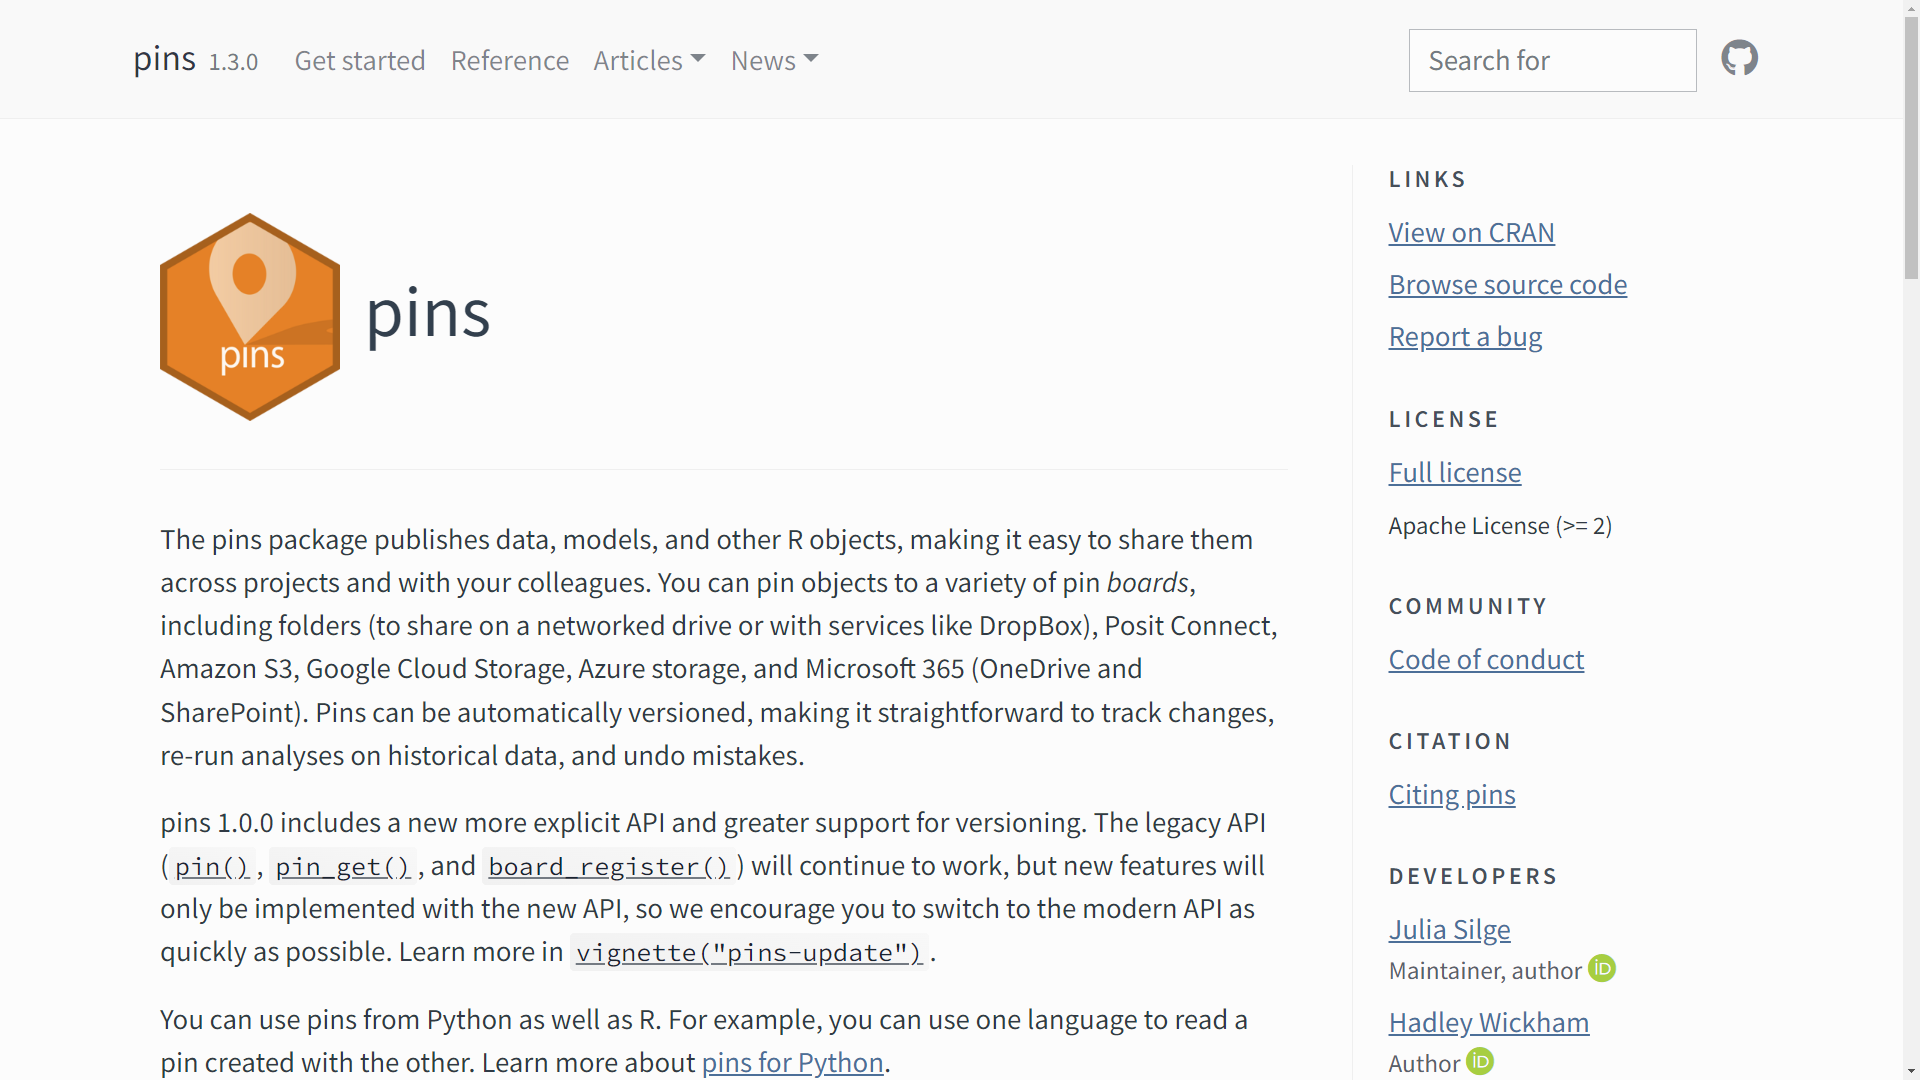 pins 1.3.0 Get started Reference Articles News Search for
pins
pins
The pins package publishes data, models, and other R objects, making it easy to share them
across projects and with your colleagues. You can pin objects to a variety of pin boards,
including folders (to share on a networked drive or with services like DropBox), Posit Connect,
Amazon S3, Google Cloud Storage, Azure storage, and Microsoft 365 (OneDrive and
SharePoint). Pins can be automatically versioned, making it straightforward to track changes,
re-run analyses on historical data, and undo mistakes.
pins 1.0.0 includes a new more explicit API and greater support for versioning. The legacy API
(pin(), pin_get(), and board_register()) will continue to work, but new features will
only be implemented with the new API, so we encourage you to switch to the modern API as
quickly as possible. Learn more in vignette("pins-update").
You can use pins from Python as well as R. For example, you can use one language to read a
pin created with the other. Learn more about pins for Python.
LINKS
View on CRAN
Browse source code
Report a bug
LICENSE
Full license
Apache License (>= 2)
COMMUNITY
Code of conduct
CITATION
Citing pins
DEVELOPERS
Julia Silge
Maintainer, author iD
Hadley Wickham
Author iD